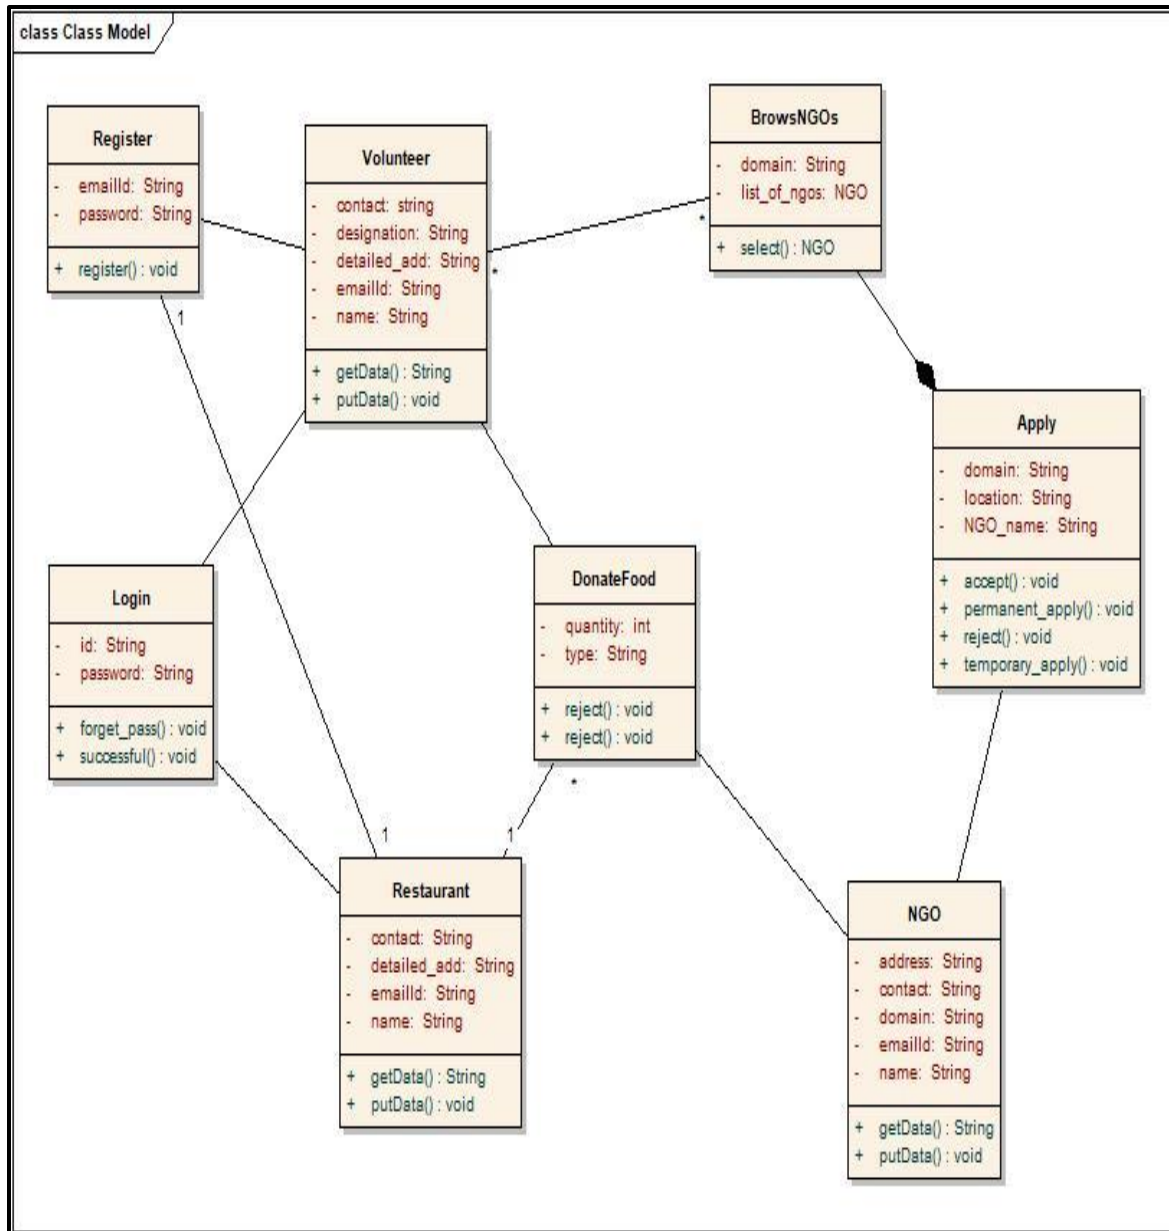 class Class Model
Register
- emailId: String
- password: String
+ register() : void
1
Volunteer
- contact: string
- designation: String
- detailed_add: String
- emailId: String
- name: String
+ getData() : String
+ putData() : void
*
BrowsNGOs
- domain: String
- list_of_ngos: NGO
+ select() : NGO
*
Apply
- domain: String
- location: String
- NGO_name: String
+ accept() : void
+ permanent_apply() : void
+ reject() : void
+ temporary_apply() : void
Login
- id: String
- password: String
+ forget_pass() : void
+ successful() : void
DonateFood
- quantity: int
- type: String
+ reject() : void
+ reject() : void
*
1
1
Restaurant
- contact: String
- detailed_add: String
- emailId: String
- name: String
+ getData() : String
+ putData() : void
NGO
- address: String
- contact: String
- domain: String
- emailId: String
- name: String
+ getData() : String
+ putData() : void